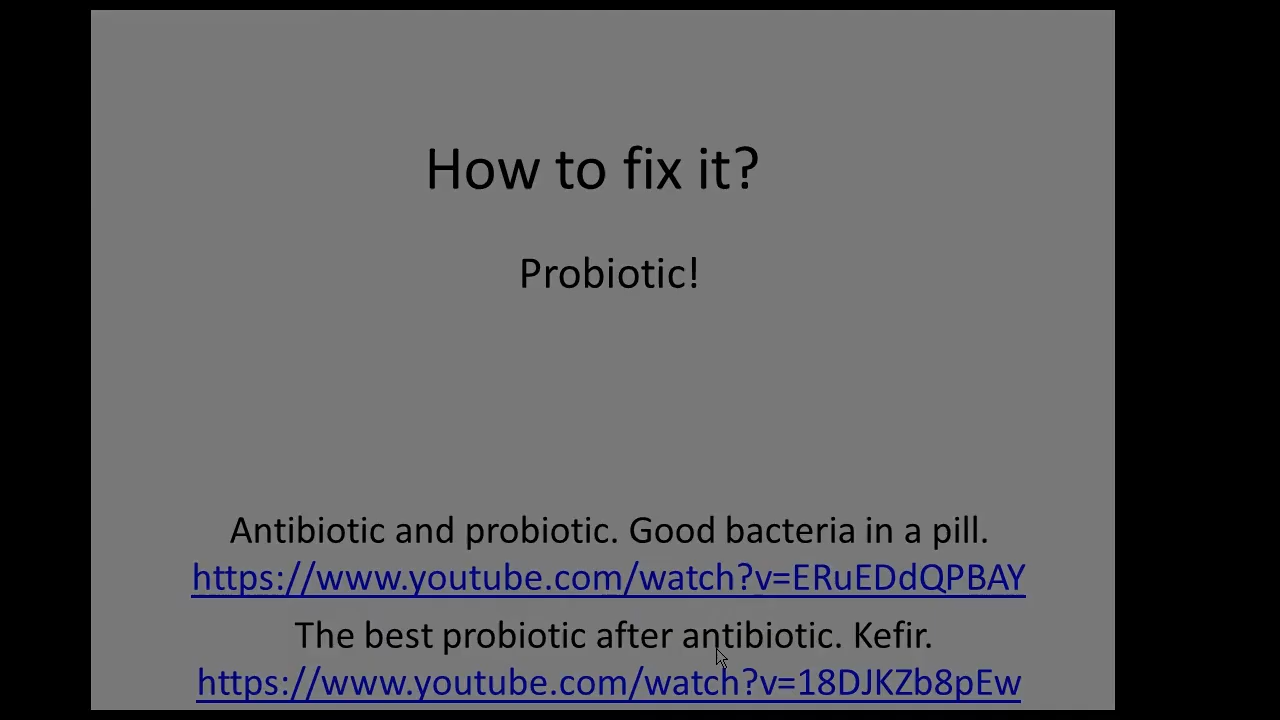 How to fix it?
Probiotic!
Antibiotic and probiotic. Good bacteria in a pill.
https://www.youtube.com/watch?v=ERuEDdQPBAY
The best probiotic after antibiotic. Kefir.
https://www.youtube.com/watch?v=18DJKZb8pEw